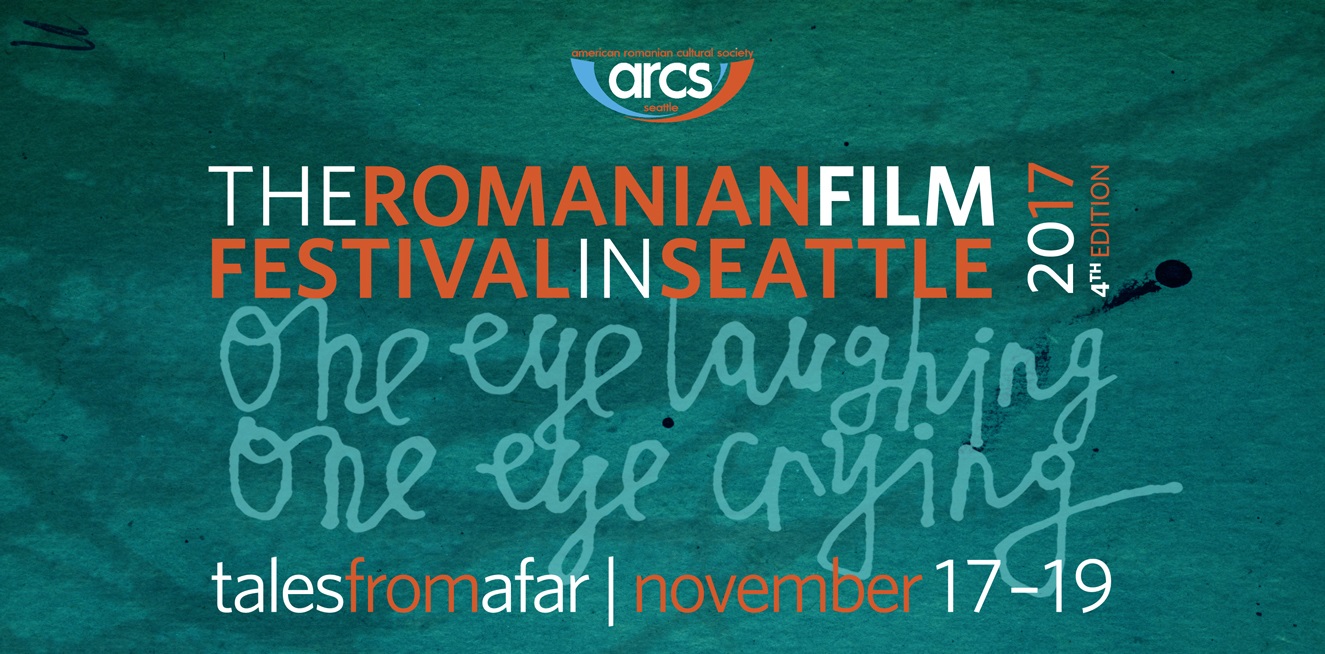 american romanian cultural society
arcs
seattle
THEROMANIANFILM
FESTIVALINSEATTLE
2017
4TH EDITION
One eye laughing
One eye crying
talesfromafar | november 17–19